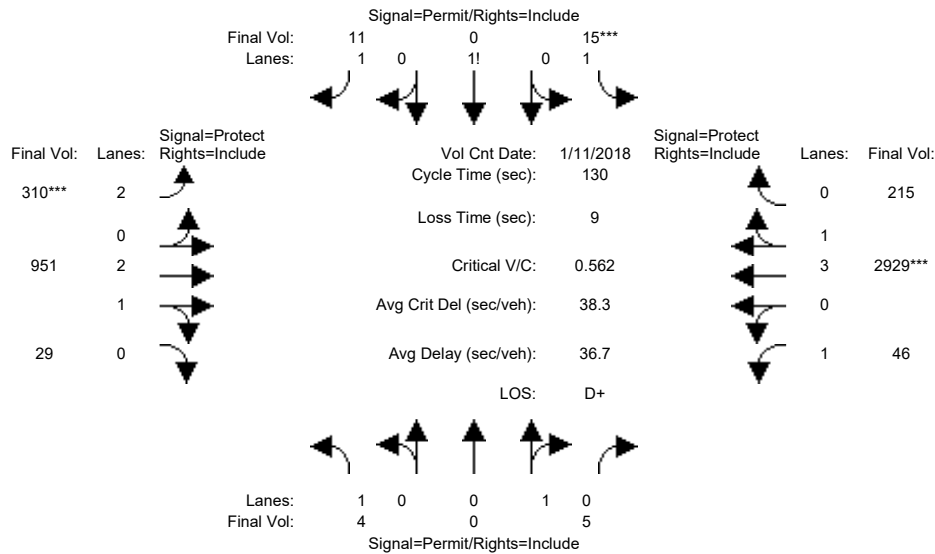 Signal=Permit/Rights=Include
Final Vol: 11 0 15***
Lanes: 1 0 1! 0 1
Signal=Protect Signal=Protect
Final Vol: Lanes: Rights=Include Vol Cnt Date: 1/11/2018 Rights=Include Lanes: Final Vol:
Cycle Time (sec): 130
310*** 2 0 215
Loss Time (sec): 9
0 1
951 2 Critical V/C: 0.562 3 2929***
1 Avg Crit Del (sec/veh): 38.3 0
29 0 Avg Delay (sec/veh): 36.7 1 46
LOS: D+
Lanes: 1 0 0 1 0
Final Vol: 4 0 5
Signal=Permit/Rights=Include